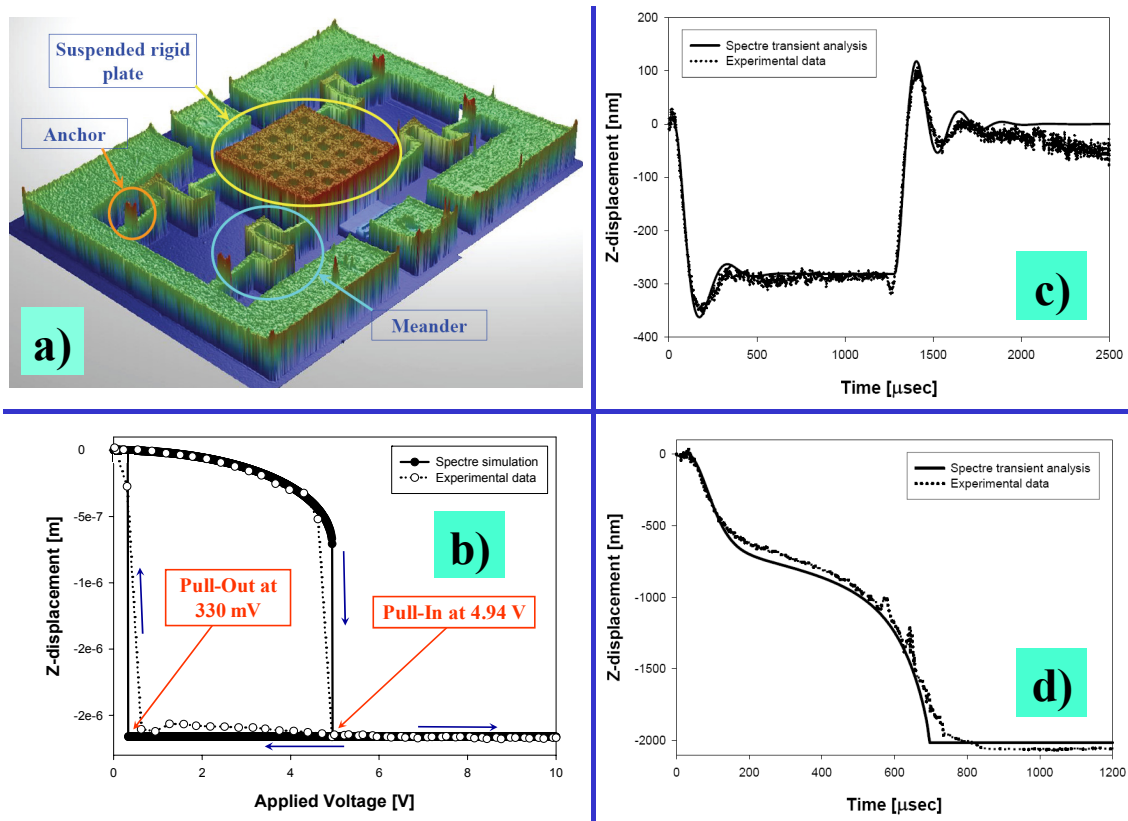 Suspended rigid
plate
Anchor
Meander
a)
Z-displacement [nm]
100
0
-100
-200
-300
-400
Spectre transient analysis
Experimental data
c)
0
500
1000
1500
2000
2500
Time [μsec]
Z-displacement [m]
0
-5e-7
-1e-6
-2e-6
-2e-6
Spectre simulation
Experimental data
b)
Pull-Out at
330 mV
Pull-In at 4.94 V
0
2
4
6
8
10
Applied Voltage [V]
Z-displacement [nm]
0
-500
-1000
-1500
-2000
Spectre transient analysis
Experimental data
d)
0
200
400
600
800
1000
1200
Time [μsec]